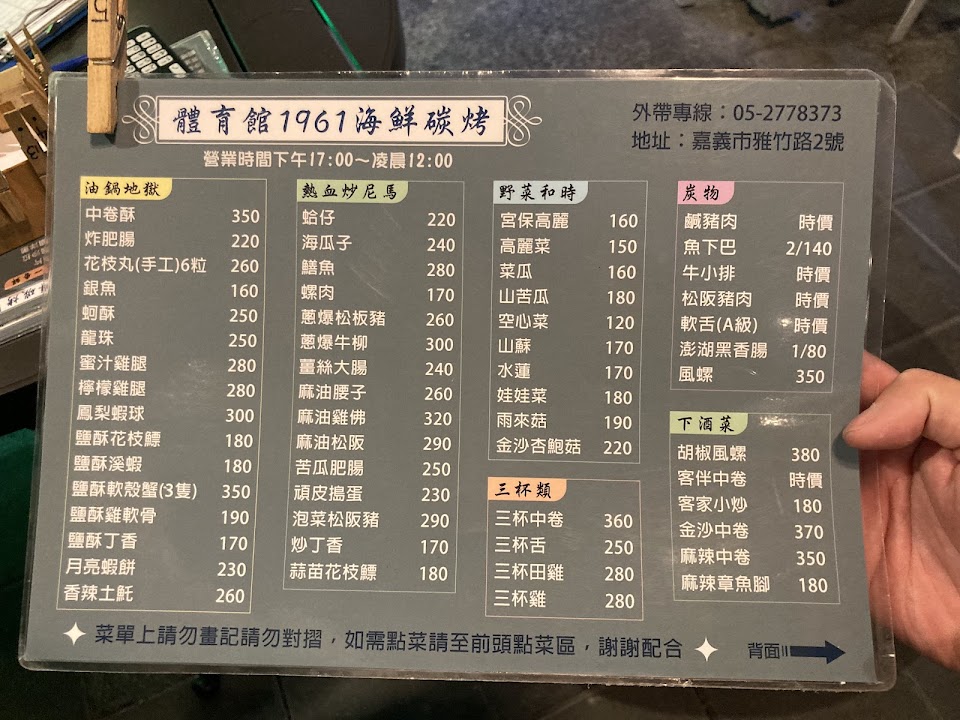 體育館1961海鮮碳烤
營業時間下午17:00～凌晨12:00
外帶專線：05-2778373
地址：嘉義市雅竹路2號
油鍋地獄
中卷酥 350
炸肥腸 220
花枝丸(手工)6粒 260
銀魚 160
蚵酥 250
龍珠 250
蜜汁雞腿 280
檸檬雞腿 280
鳳梨蝦球 300
鹽酥花枝鰾 180
鹽酥溪蝦 180
鹽酥軟殼蟹(3隻) 350
鹽酥雞軟骨 190
鹽酥丁香 170
月亮蝦餅 230
香辣土魠 260
熱血炒尼馬
蛤仔 220
海瓜子 240
鱔魚 280
螺肉 170
蔥爆松板豬 260
蔥爆牛柳 300
薑絲大腸 240
麻油腰子 260
麻油雞佛 320
麻油松阪 290
苦瓜肥腸 250
頑皮搗蛋 230
泡菜松阪豬 290
炒丁香 170
蒜苗花枝鰾 180
野菜和時
宮保高麗 160
高麗菜 150
菜瓜 160
山苦瓜 180
空心菜 120
山蘇 170
水蓮 170
娃娃菜 180
雨來菇 190
金沙杏鮑菇 220
三杯類
三杯中卷 360
三杯舌 250
三杯田雞 280
三杯雞 280
炭物
鹹豬肉 時價
魚下巴 2/140
牛小排 時價
松阪豬肉 時價
軟舌(A級) 時價
澎湖黑香腸 1/80
風螺 350
下酒菜
胡椒風螺 380
客伴中卷 時價
客家小炒 180
金沙中卷 370
麻辣中卷 350
麻辣章魚腳 180
菜單上請勿畫記請勿對摺，如需點菜請至前頭點菜區，謝謝配合
背面